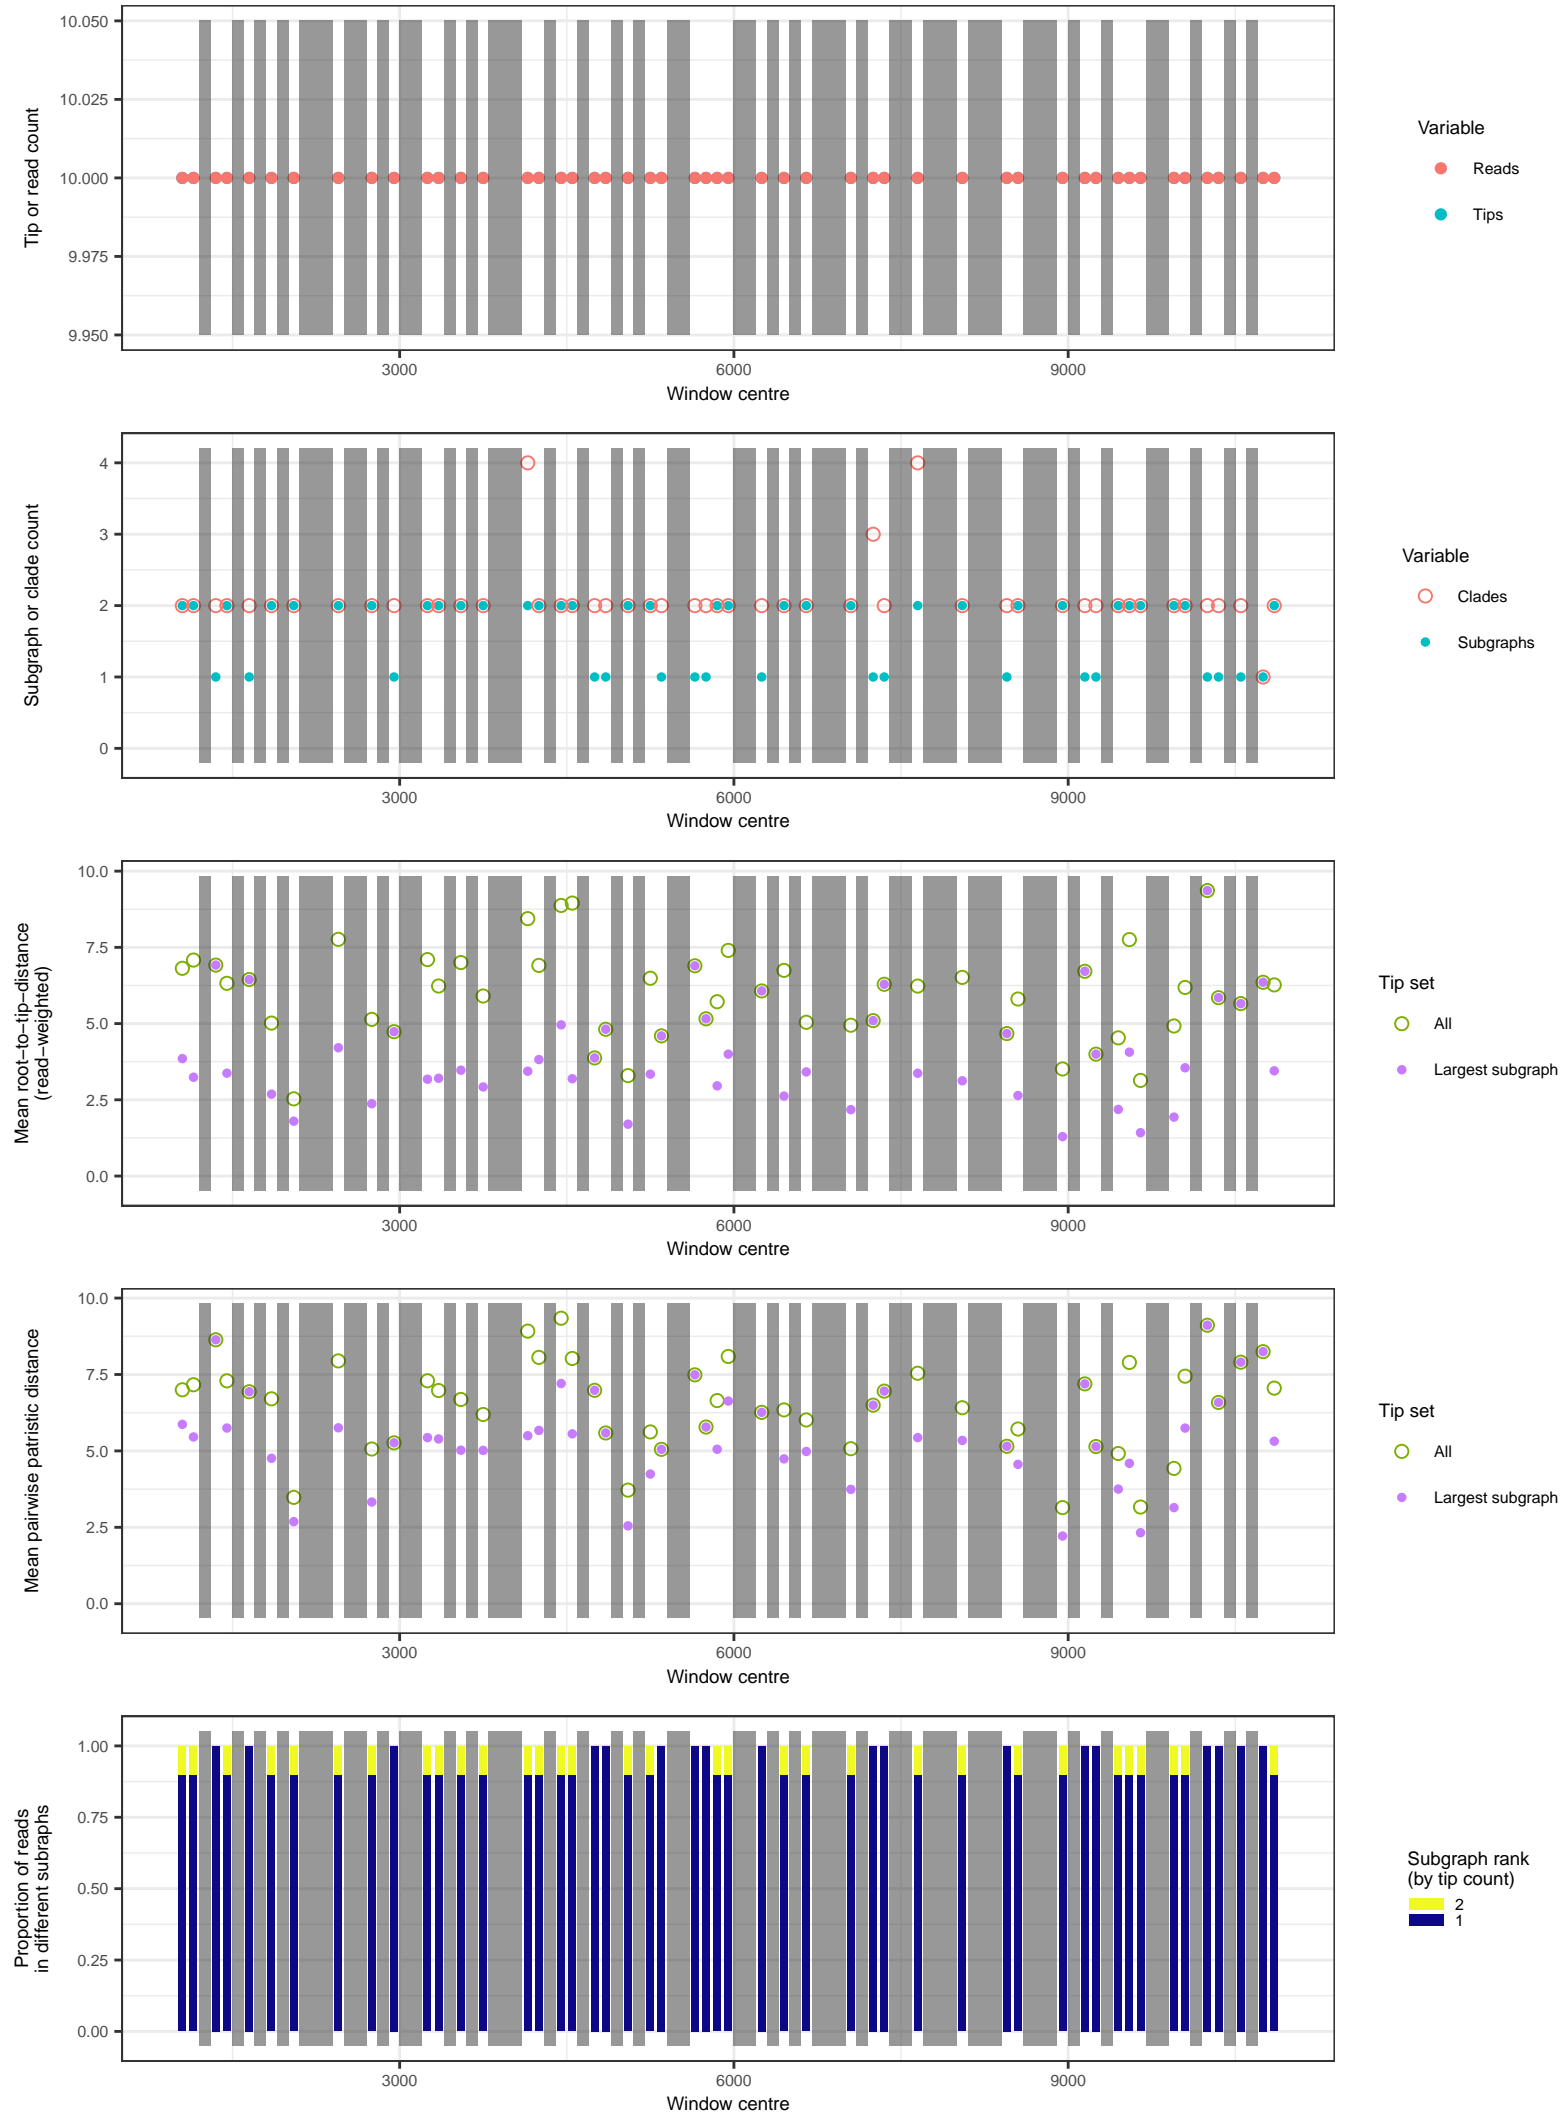 10.050
10.025
10.000
9.975
9.950
Tip or read count
3000
6000
9000
Window centre
Variable
Reads
Tips
4
3
2
1
0
Subgraph or clade count
3000
6000
9000
Window centre
Variable
Clades
Subgraphs
10.0
7.5
5.0
2.5
0.0
Mean root−to−tip−distance
(read−weighted)
3000
6000
9000
Window centre
Tip set
All
Largest subgraph
10.0
7.5
5.0
2.5
0.0
Mean pairwise patristic distance
3000
6000
9000
Window centre
Tip set
All
Largest subgraph
1.00
0.75
0.50
0.25
0.00
Proportion of reads
in different subraphs
3000
6000
9000
Window centre
Subgraph rank
(by tip count)
2
1